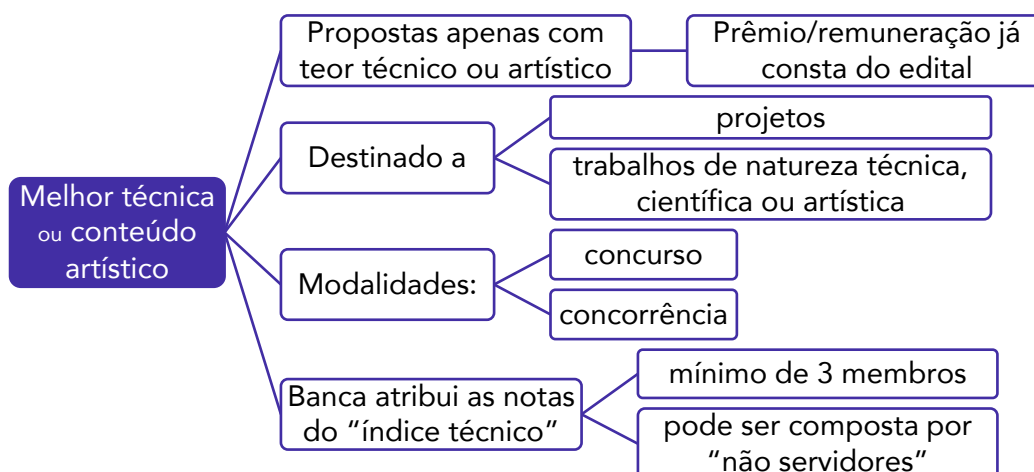 Melhor técnica
ou conteúdo
artístico
Propostas apenas com
teor técnico ou artístico
Prêmio/remuneração já
consta do edital
Destinado a
projetos
trabalhos de natureza técnica,
científica ou artística
Modalidades:
concurso
concorrência
Banca atribui as notas
do “índice técnico”
mínimo de 3 membros
pode ser composta por
“não servidores”